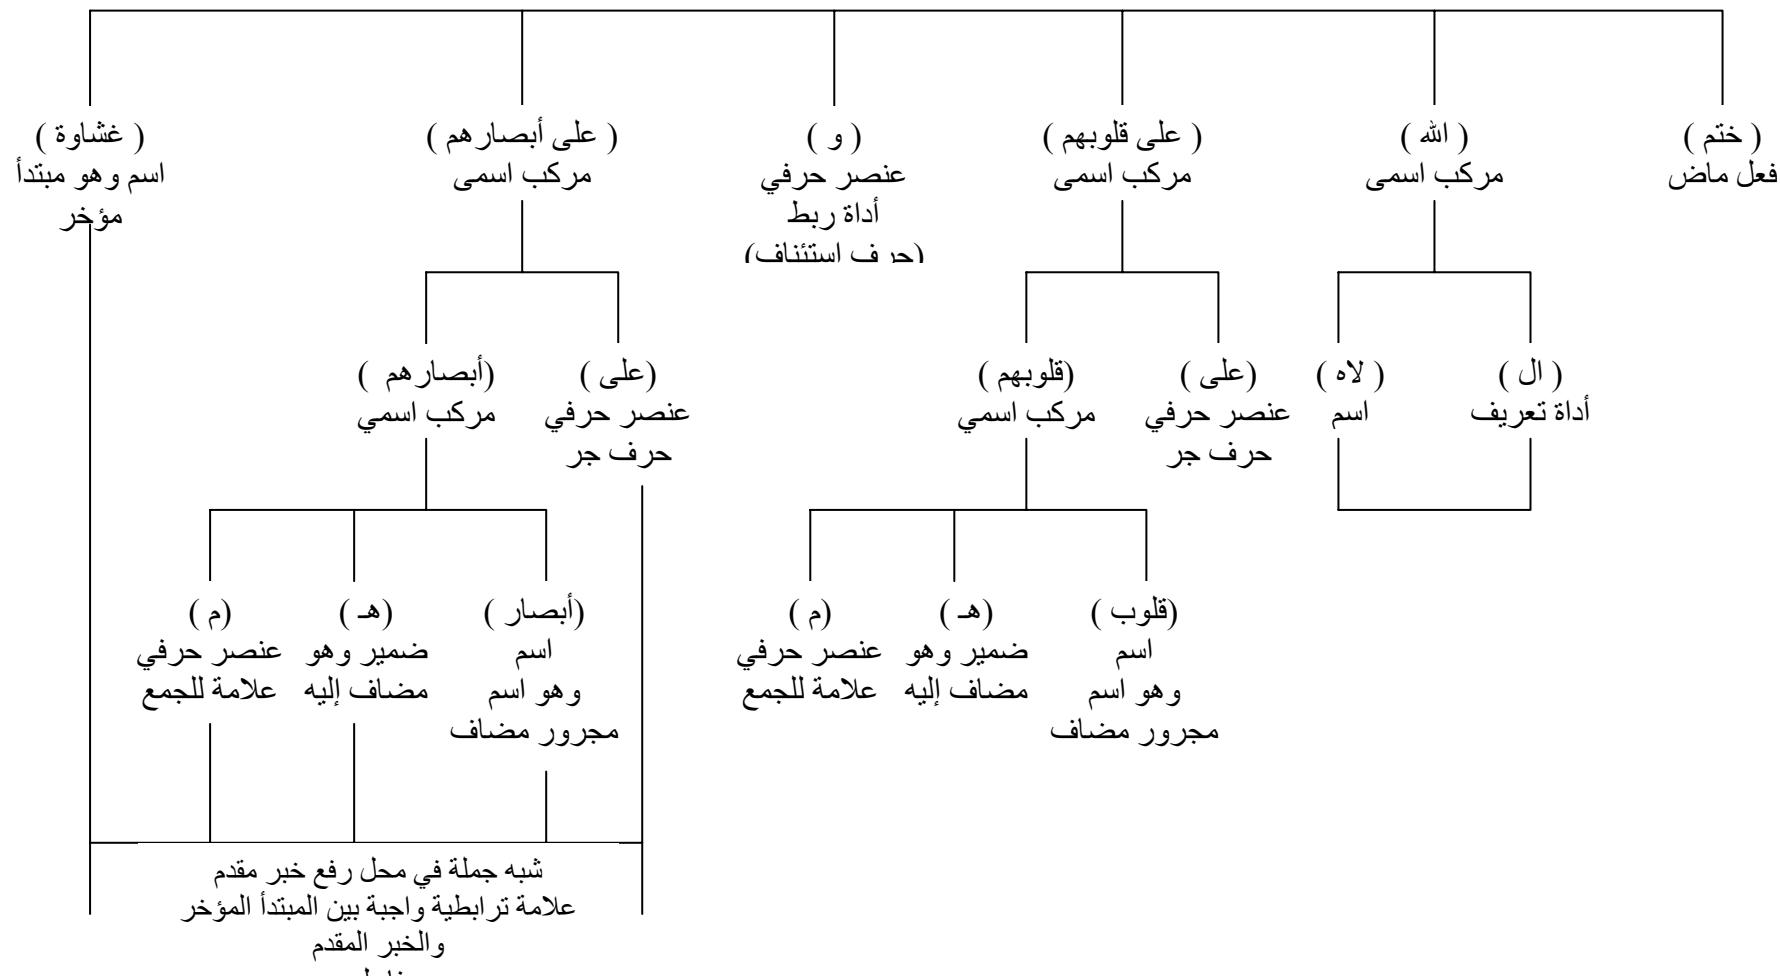 ( ختم )
فعل ماض
( الله )
مركب اسمى
( على قلوبهم )
مركب اسمى
( و )
عنصر حرفي
أداة ربط
(حرف استئناف)
( على أبصارهم )
مركب اسمى
( غشاوة )
اسم وهو مبتدأ
مؤخر
( ال )
أداة تعريف
( لاه )
اسم
(على )
عنصر حرفي
حرف جر
(قلوبهم )
مركب اسمي
(على )
عنصر حرفي
حرف جر
(أبصارهم )
مركب اسمي
(قلوب )
اسم
وهو اسم
مجرور مضاف
(هـ )
ضمير وهو
مضاف إليه
(م )
عنصر حرفي
علامة للجمع
(أبصار )
اسم
وهو اسم
مجرور مضاف
(هـ )
ضمير وهو
مضاف إليه
(م )
عنصر حرفي
علامة للجمع
شبه جملة في محل رفع خبر مقدم
علامة ترابطية واجبة بين المبتدأ المؤخر
والخبر المقدم